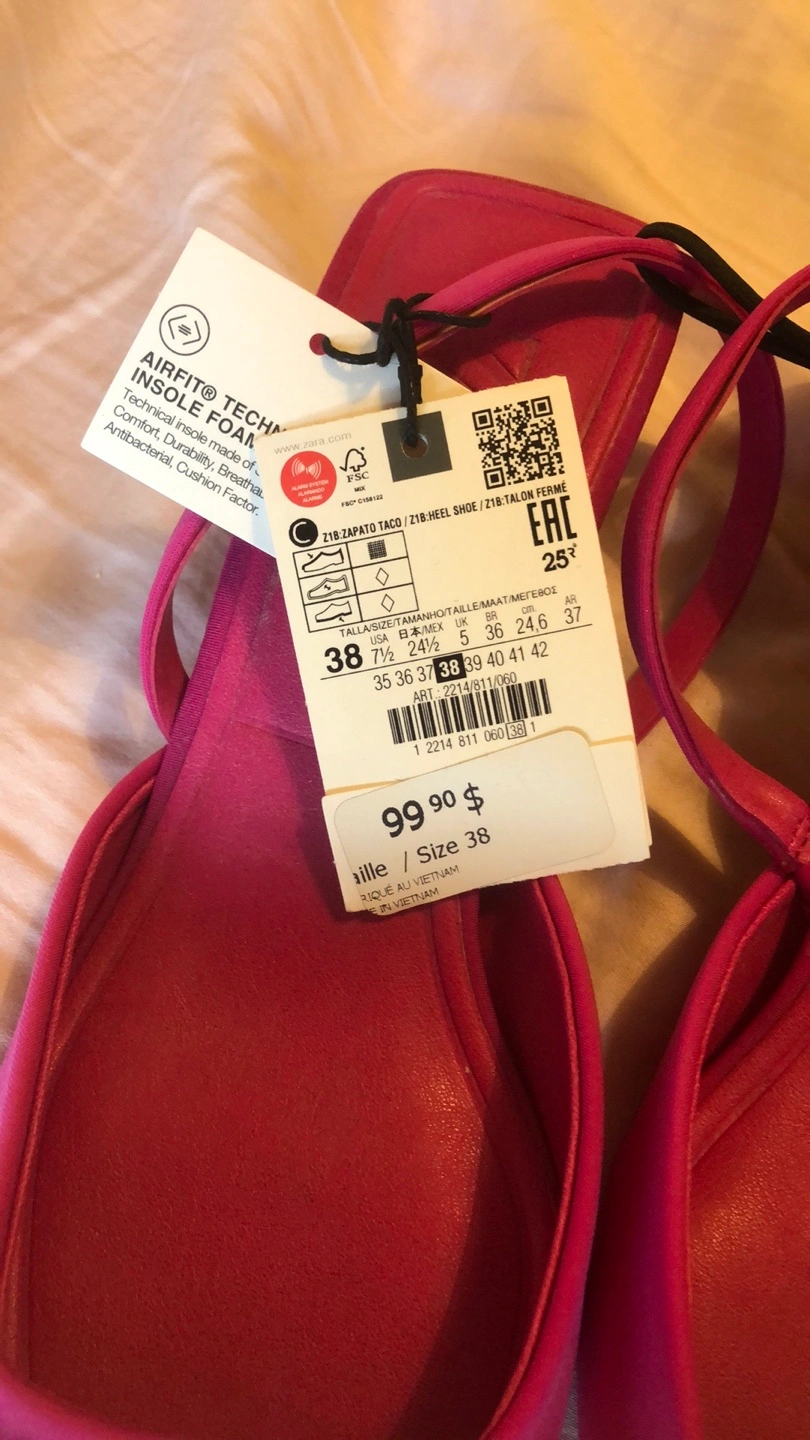 AIRFIT® TECHN
INSOLE FOAM
Technical insole made of
Comfort, Durability, Breathab
Antibacterial, Cushion Factor.
www.zara.com
ALARM SYSTEM
ALARMADO
ALARME
FSC
MIX
FSC® C158122
Z1B:ZAPATO TACO / Z1B:HEEL SHOE / Z1B:TALON FERMÉ
EAC
25R*
TALLA/SIZE/TAMANHO/TAILLE/MAAT/ΜΕΓΕΘΟΣ
USA 日本/MEX UK BR cm. AR
38 7½ 24½ 5 36 24,6 37
35 36 37 38 39 40 41 42
ART.: 2214/811/060
1 2214 811 060 38 1
99 90 $
aille / Size 38
RIQUÉ AU VIETNAM
E IN VIETNAM